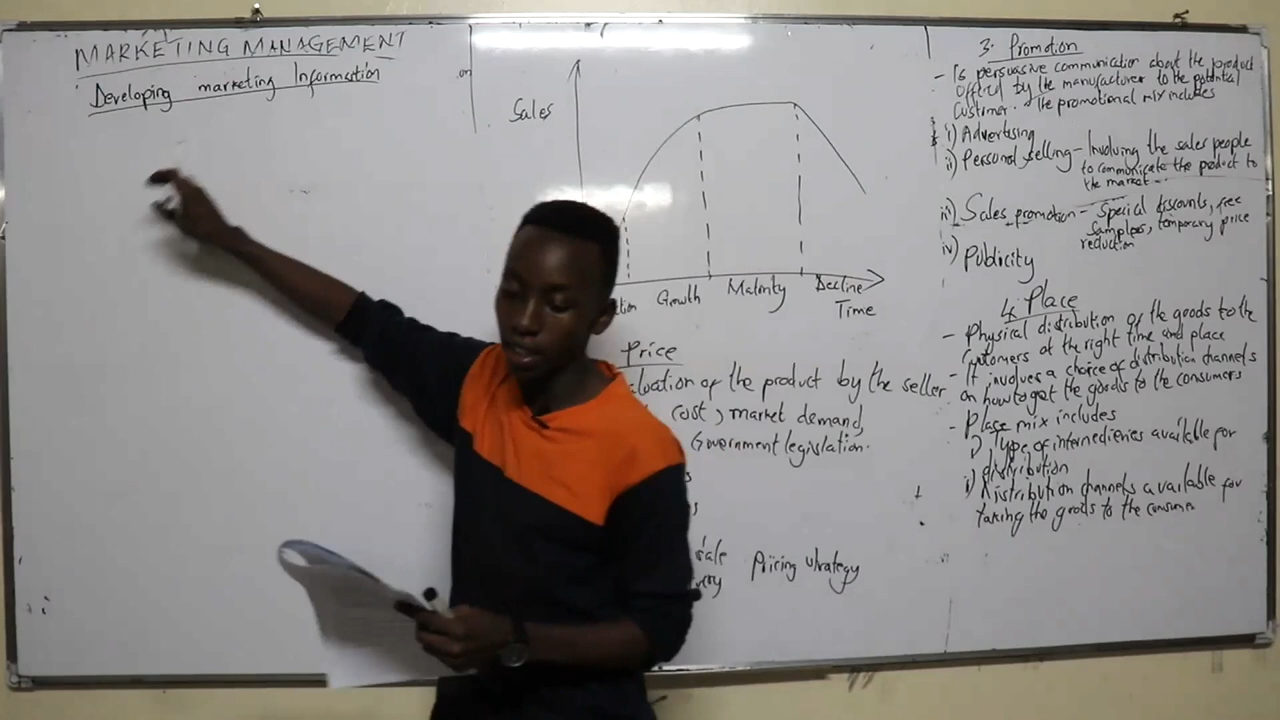 MARKETING MANAGEMENT
Developing marketing Information
on
Sales
Growth
Maturity
Decline
Time
Price
of the product by the seller
cost, market demand,
Government legislation.
Pricing strategy
3. Promotion
- Is persuasive communication about the product
offered by the manufacturer to the potential
Customer. The promotional mix includes
i) Advertising
ii) Personal selling - Involving the sales people
to communicate the product to
the market
iii) Sales promotion - Special discounts, free
samples, temporary price
reduction
iv) Publicity
4. Place
- Physical distribution of the goods to the
Customers at the right time and place
- It involves a choice of distribution channels
on how to get the goods to the consumers
- Place mix includes
i) Type of intermedieries available for
distribution
ii) Distribution channels available for
taking the goods to the consumer